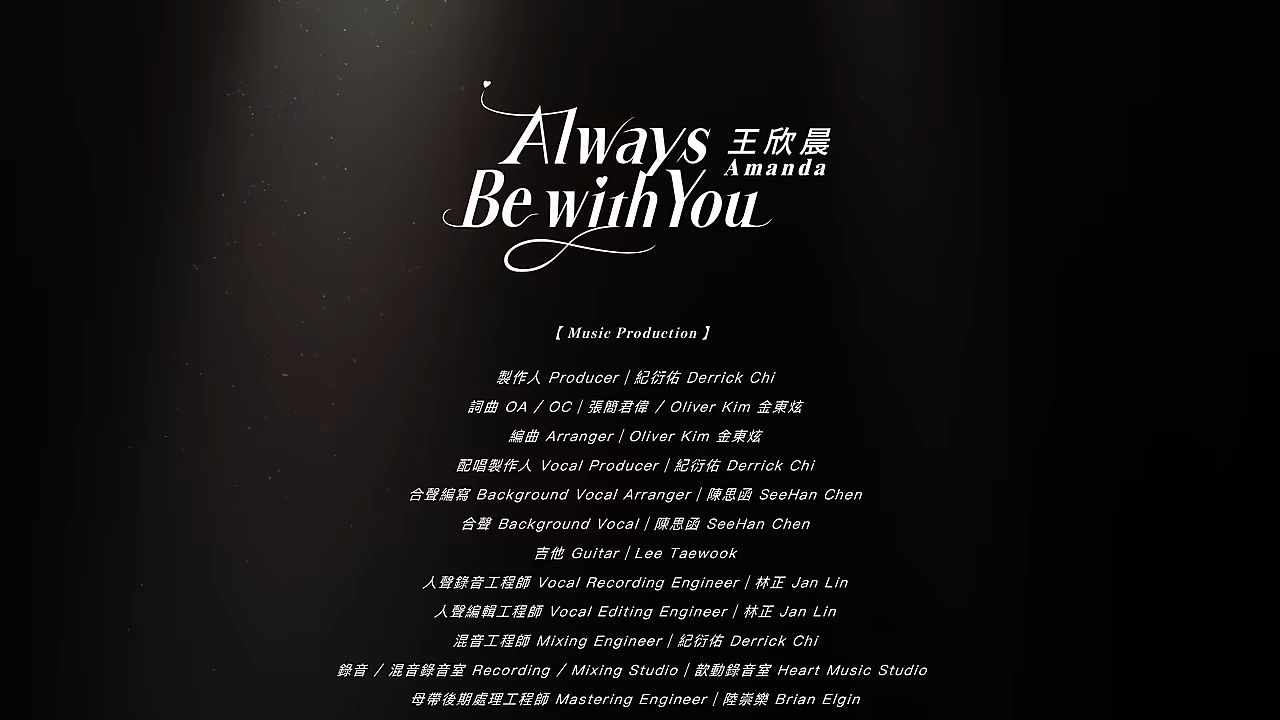 Always 王欣晨
Amanda
Be with You
【 Music Production 】
製作人 Producer | 紀衍佑 Derrick Chi
詞曲 OA / OC | 張簡君偉 / Oliver Kim 金東炫
編曲 Arranger | Oliver Kim 金東炫
配唱製作人 Vocal Producer | 紀衍佑 Derrick Chi
合聲編寫 Background Vocal Arranger | 陳思函 SeeHan Chen
合聲 Background Vocal | 陳思函 SeeHan Chen
吉他 Guitar | Lee Taewook
人聲錄音工程師 Vocal Recording Engineer | 林正 Jan Lin
人聲編輯工程師 Vocal Editing Engineer | 林正 Jan Lin
混音工程師 Mixing Engineer | 紀衍佑 Derrick Chi
錄音 / 混音錄音室 Recording / Mixing Studio | 歆動錄音室 Heart Music Studio
母帶後期處理工程師 Mastering Engineer | 陸崇樂 Brian Elgin